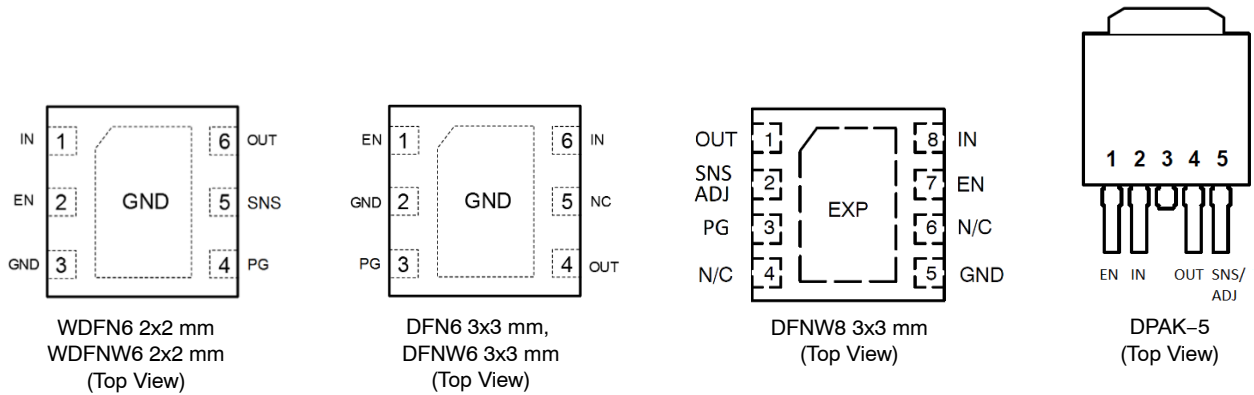 IN 1 GND 6 OUT
EN 2 5 SNS
GND 3 4 PG
WDFN6 2x2 mm
WDFNW6 2x2 mm
(Top View)
EN 1 GND 6 IN
GND 2 5 NC
PG 3 4 OUT
DFN6 3x3 mm,
DFNW6 3x3 mm
(Top View)
OUT 1 8 IN
SNS
ADJ 2 EXP 7 EN
PG 3 6 N/C
N/C 4 5 GND
DFNW8 3x3 mm
(Top View)
1 2 3 4 5
EN IN OUT SNS/
ADJ
DPAK−5
(Top View)